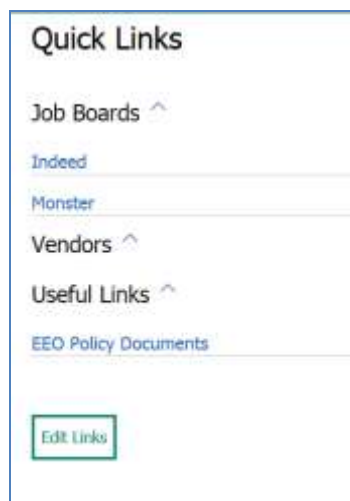 Quick Links
Job Boards
Indeed
Monster
Vendors
Useful Links
EEO Policy Documents
Edit Links